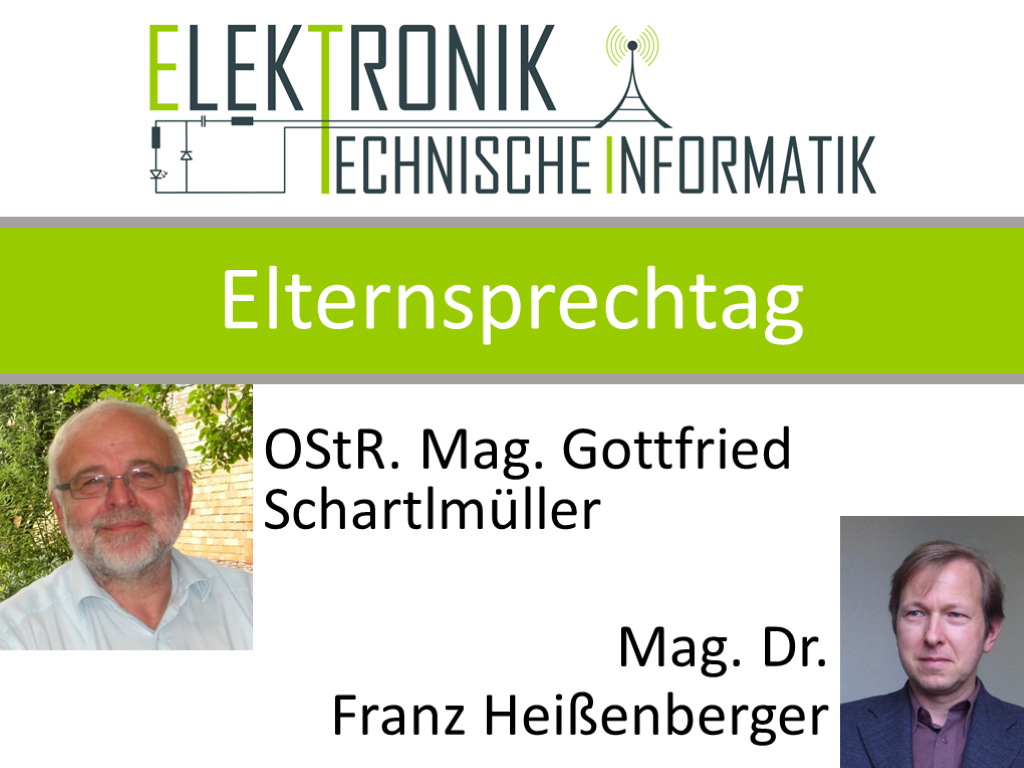 ELEKTRONIK
TECHNISCHE INFORMATIK
Elternsprechtag
OStR. Mag. Gottfried
Schartlmüller
Mag. Dr.
Franz Heißenberger